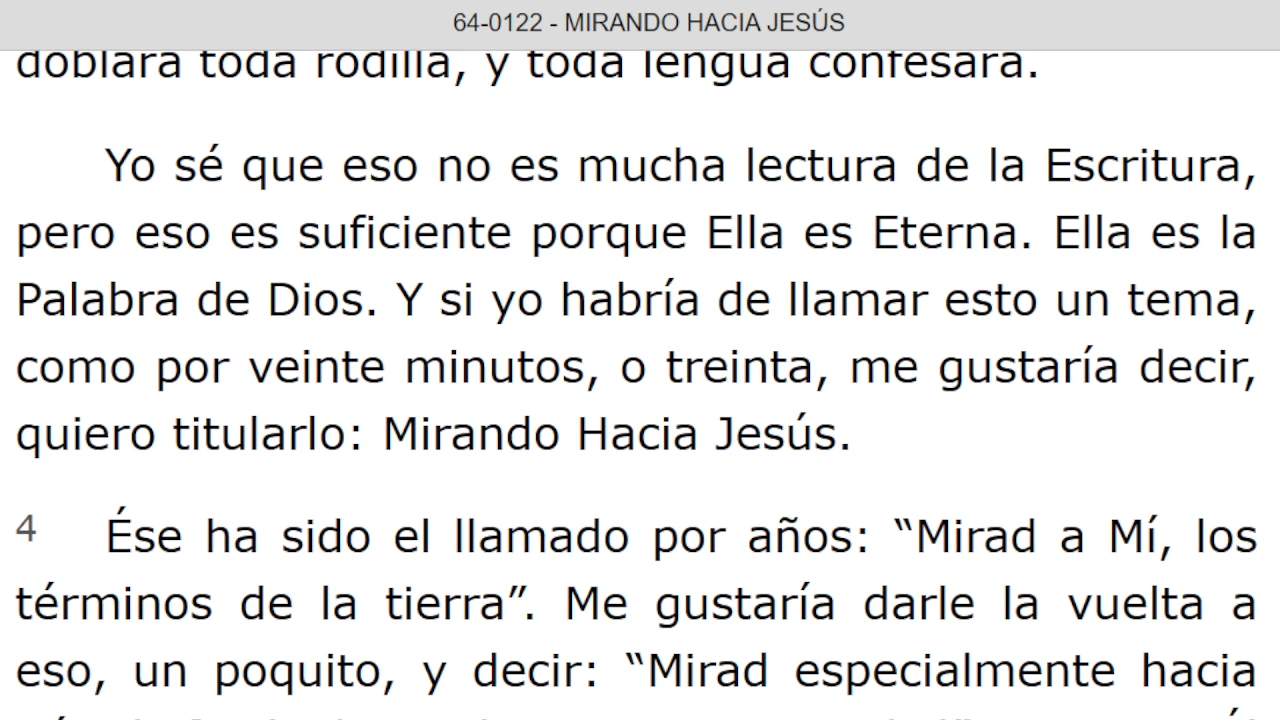 64-0122 - MIRANDO HACIA JESÚS
doblará toda rodilla, y toda lengua confesará.
Yo sé que eso no es mucha lectura de la Escritura,
pero eso es suficiente porque Ella es Eterna. Ella es la
Palabra de Dios. Y si yo habría de llamar esto un tema,
como por veinte minutos, o treinta, me gustaría decir,
quiero titularlo: Mirando Hacia Jesús.
4 Ése ha sido el llamado por años: “Mirad a Mí, los
términos de la tierra”. Me gustaría darle la vuelta a
eso, un poquito, y decir: “Mirad especialmente hacia